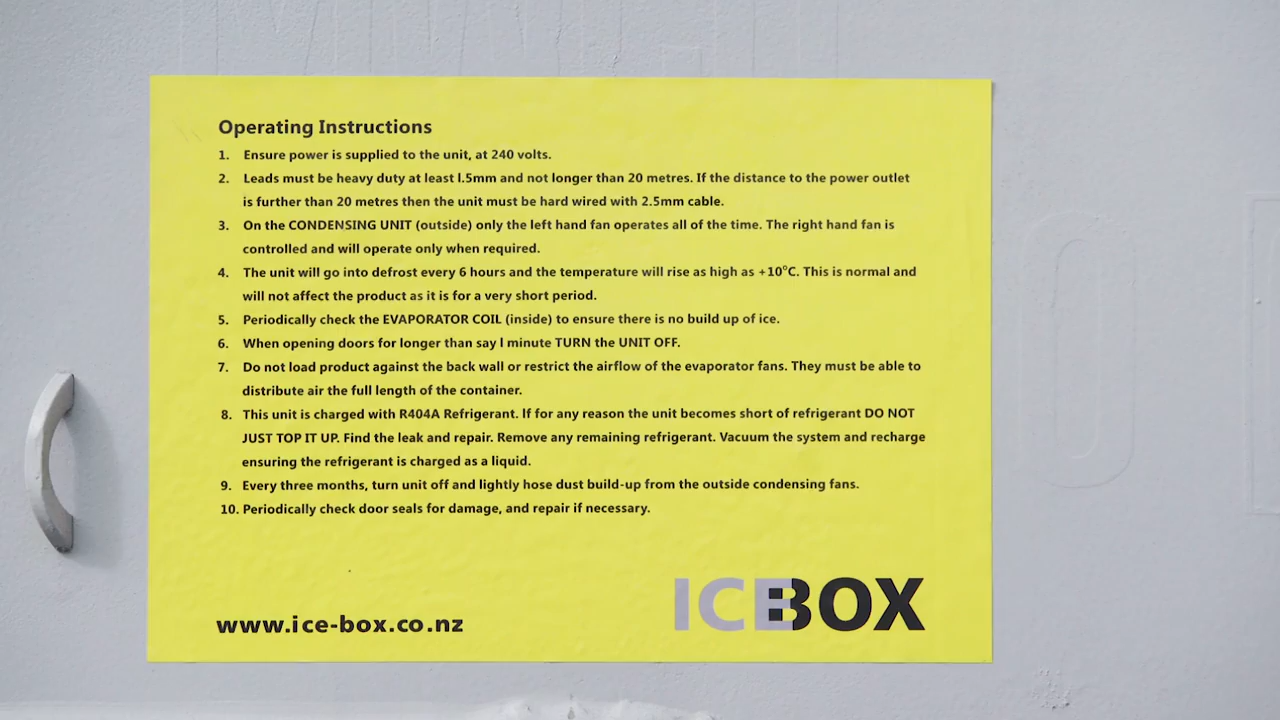 Operating Instructions
1. Ensure power is supplied to the unit, at 240 volts.
2. Leads must be heavy duty at least l.5mm and not longer than 20 metres. If the distance to the power outlet
is further than 20 metres then the unit must be hard wired with 2.5mm cable.
3. On the CONDENSING UNIT (outside) only the left hand fan operates all of the time. The right hand fan is
controlled and will operate only when required.
4. The unit will go into defrost every 6 hours and the temperature will rise as high as +10°C. This is normal and
will not affect the product as it is for a very short period.
5. Periodically check the EVAPORATOR COIL (inside) to ensure there is no build up of ice.
6. When opening doors for longer than say l minute TURN the UNIT OFF.
7. Do not load product against the back wall or restrict the airflow of the evaporator fans. They must be able to
distribute air the full length of the container.
8. This unit is charged with R404A Refrigerant. If for any reason the unit becomes short of refrigerant DO NOT
JUST TOP IT UP. Find the leak and repair. Remove any remaining refrigerant. Vacuum the system and recharge
ensuring the refrigerant is charged as a liquid.
9. Every three months, turn unit off and lightly hose dust build-up from the outside condensing fans.
10. Periodically check door seals for damage, and repair if necessary.
www.ice-box.co.nz
ICEBOX